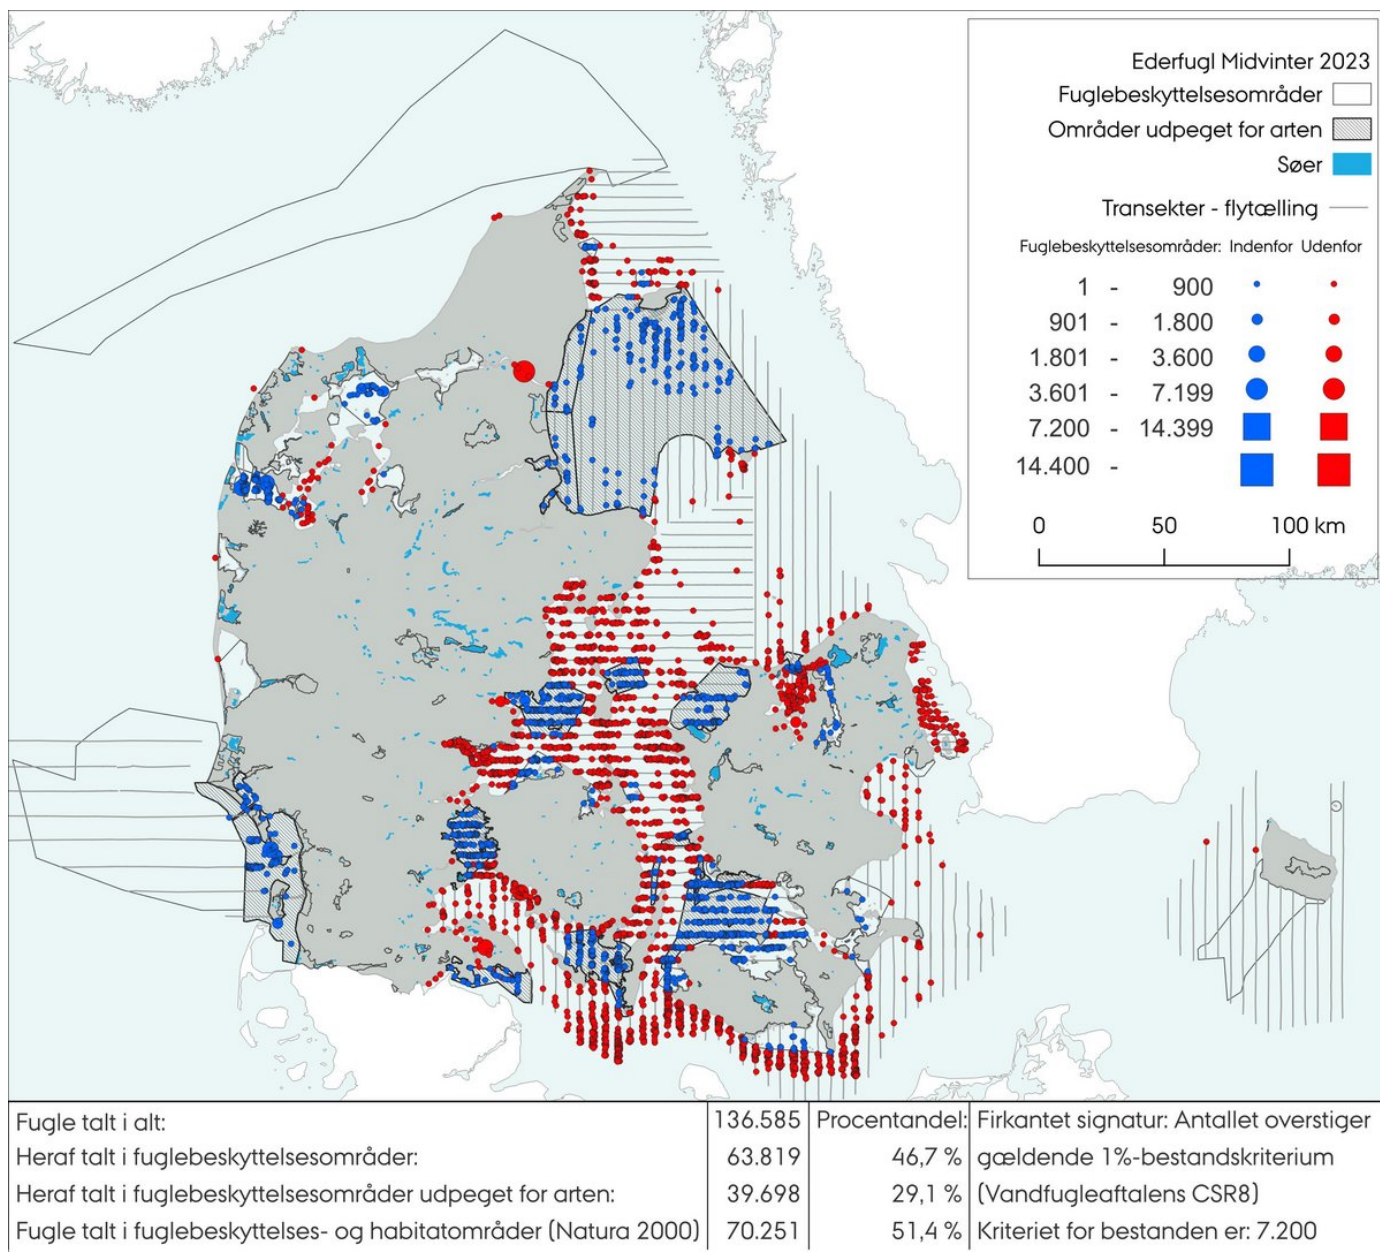 Ederfugl Midvinter 2023
Fuglebeskyttelsesområder
Områder udpeget for arten
Søer
Transekter - flytælling
Fuglebeskyttelsesområder: Indenfor Udenfor
1 - 900
901 - 1.800
1.801 - 3.600
3.601 - 7.199
7.200 - 14.399
14.400 -
0 50 100 km
Fugle talt i alt: 136.585 Procentandel: Firkantet signatur: Antallet overstiger
Heraf talt i fuglebeskyttelsesområder: 63.819 46,7 % gældende 1%-bestandskriterium
Heraf talt i fuglebeskyttelsesområder udpeget for arten: 39.698 29,1 % (Vandfugleaftalens CSR8)
Fugle talt i fuglebeskyttelses- og habitatområder (Natura 2000) 70.251 51,4 % Kriteriet for bestanden er: 7.200